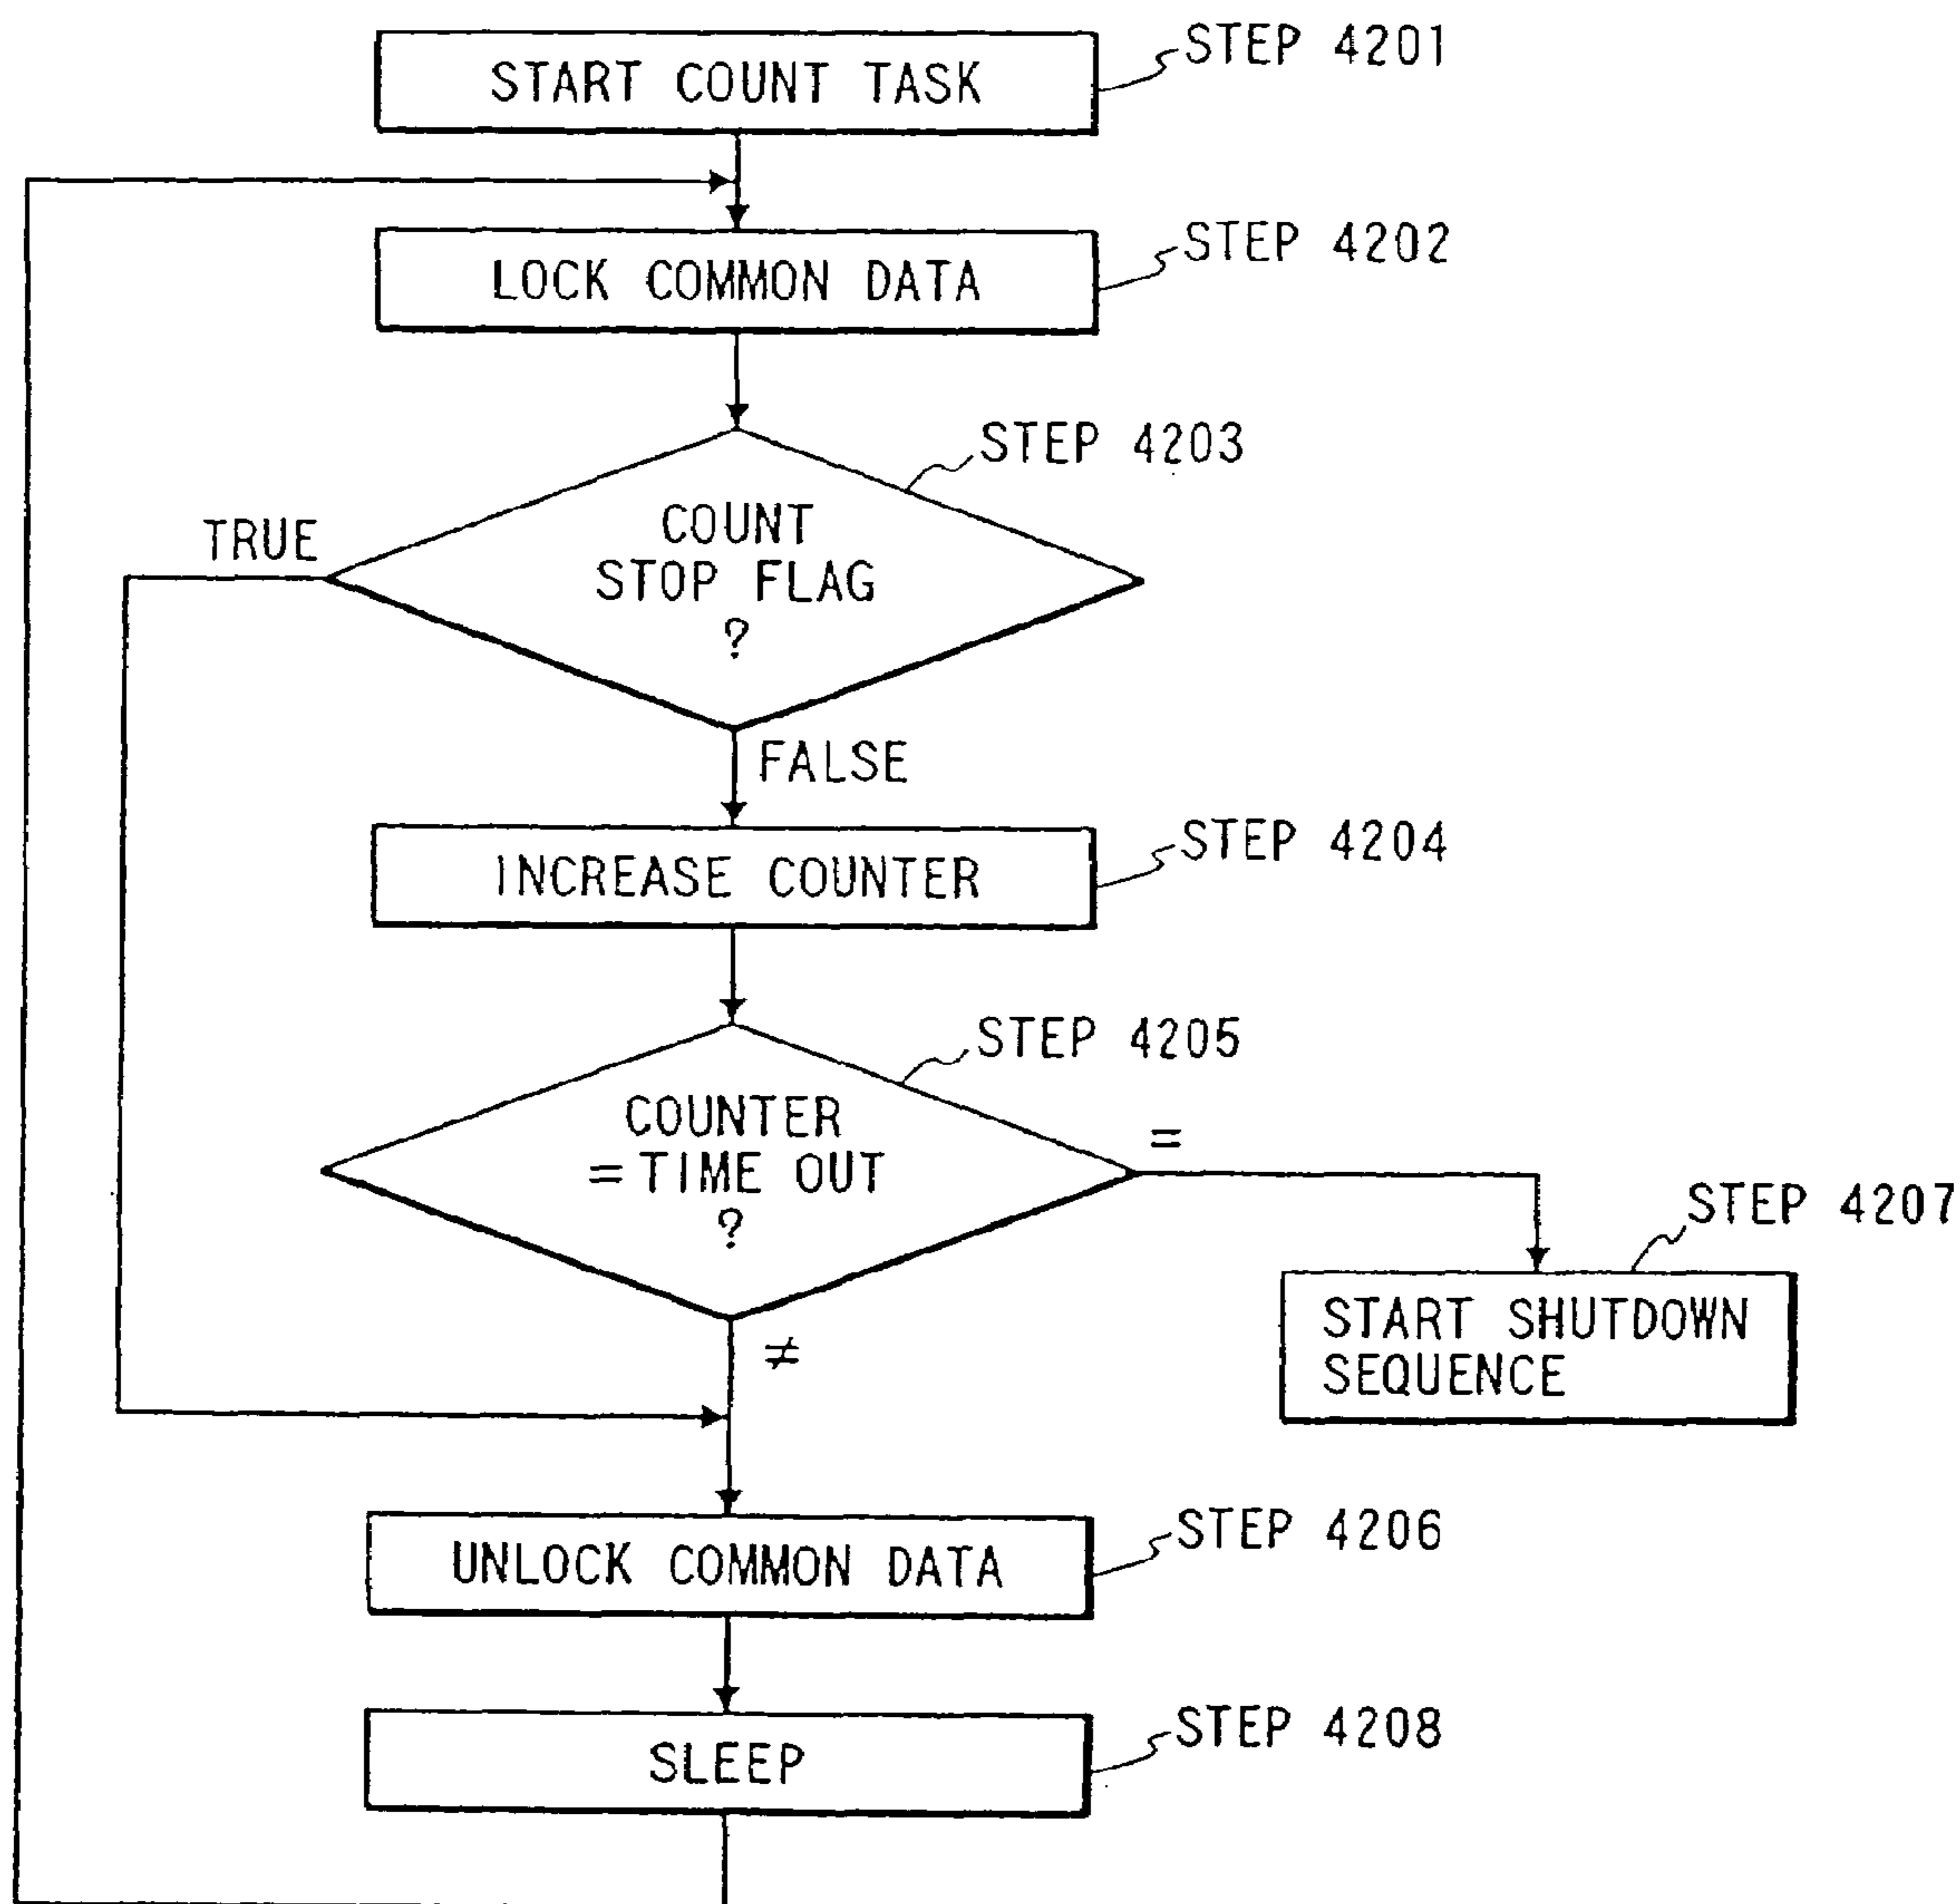 START COUNT TASK
STEP 4201
LOCK COMMON DATA
STEP 4202
STEP 4203
COUNT
STOP FLAG
?
TRUE
FALSE
INCREASE COUNTER
STEP 4204
STEP 4205
COUNTER
= TIME OUT
?
=
≠
STEP 4207
START SHUTDOWN
SEQUENCE
UNLOCK COMMON DATA
STEP 4206
SLEEP
STEP 4208